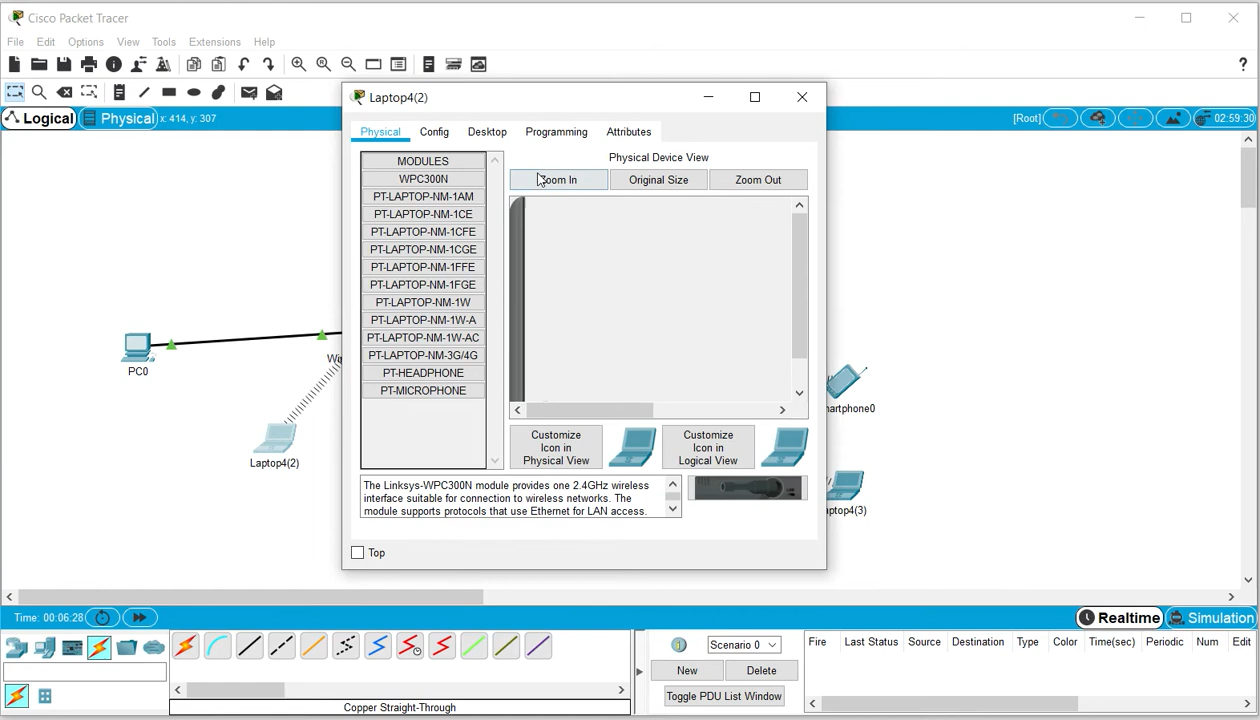 Cisco Packet Tracer
File Edit Options View Tools Extensions Help
?
Logical Physical x: 414, y: 307 [Root] 02:59:30
Laptop4(2)
Physical Config Desktop Programming Attributes
MODULES
WPC300N
PT-LAPTOP-NM-1AM
PT-LAPTOP-NM-1CE
PT-LAPTOP-NM-1CFE
PT-LAPTOP-NM-1CGE
PT-LAPTOP-NM-1FFE
PT-LAPTOP-NM-1FGE
PT-LAPTOP-NM-1W
PT-LAPTOP-NM-1W-A
PT-LAPTOP-NM-1W-AC
PT-LAPTOP-NM-3G/4G
PT-HEADPHONE
PT-MICROPHONE
Physical Device View
Zoom In Original Size Zoom Out
Customize
Icon in
Physical View
Customize
Icon in
Logical View
The Linksys-WPC300N module provides one 2.4GHz wireless
interface suitable for connection to wireless networks. The
module supports protocols that use Ethernet for LAN access.
Top
PC0
Wir
Laptop4(2)
martphone0
aptop4(3)
Time: 00:06:28
Realtime Simulation
Copper Straight-Through
Scenario 0
New Delete
Toggle PDU List Window
Fire Last Status Source Destination Type Color Time(sec) Periodic Num Edit